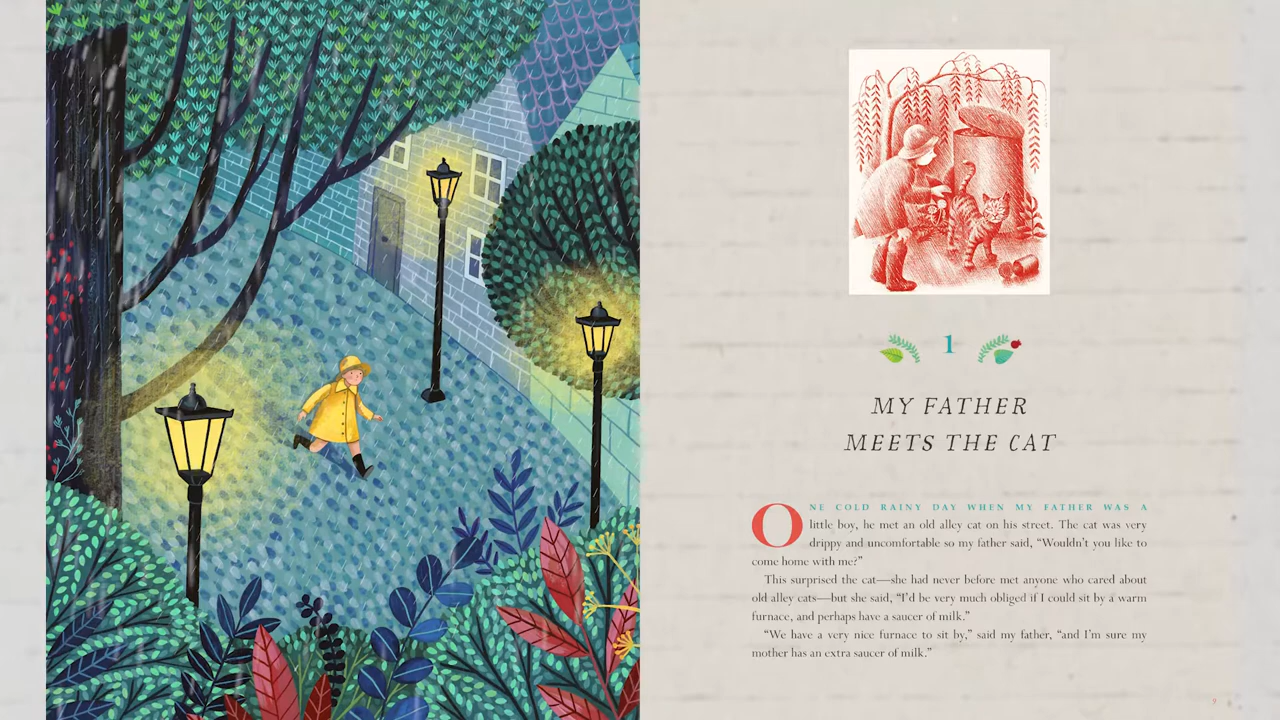 1
MY FATHER
MEETS THE CAT
ONE COLD RAINY DAY WHEN MY FATHER WAS A
little boy, he met an old alley cat on his street. The cat was very
drippy and uncomfortable so my father said, “Wouldn’t you like to
come home with me?”
This surprised the cat—she had never before met anyone who cared about
old alley cats—but she said, “I’d be very much obliged if I could sit by a warm
furnace, and perhaps have a saucer of milk.”
“We have a very nice furnace to sit by,” said my father, “and I’m sure my
mother has an extra saucer of milk.”
9